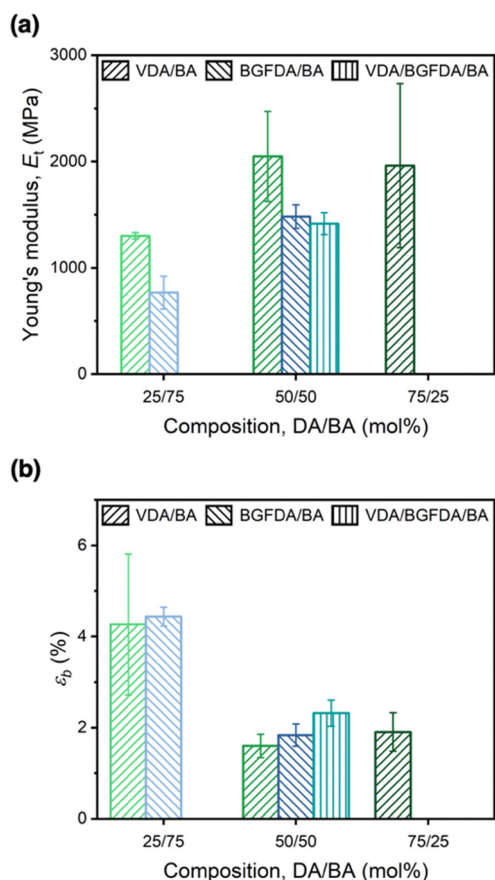 (a)
3000
VDA/BA BGFDA/BA VDA/BGFDA/BA
2000
1000
0
Young's modulus, Eₜ (MPa)
25/75 50/50 75/25
Composition, DA/BA (mol%)
(b)
VDA/BA BGFDA/BA VDA/BGFDA/BA
6
4
2
0
εb (%)
25/75 50/50 75/25
Composition, DA/BA (mol%)